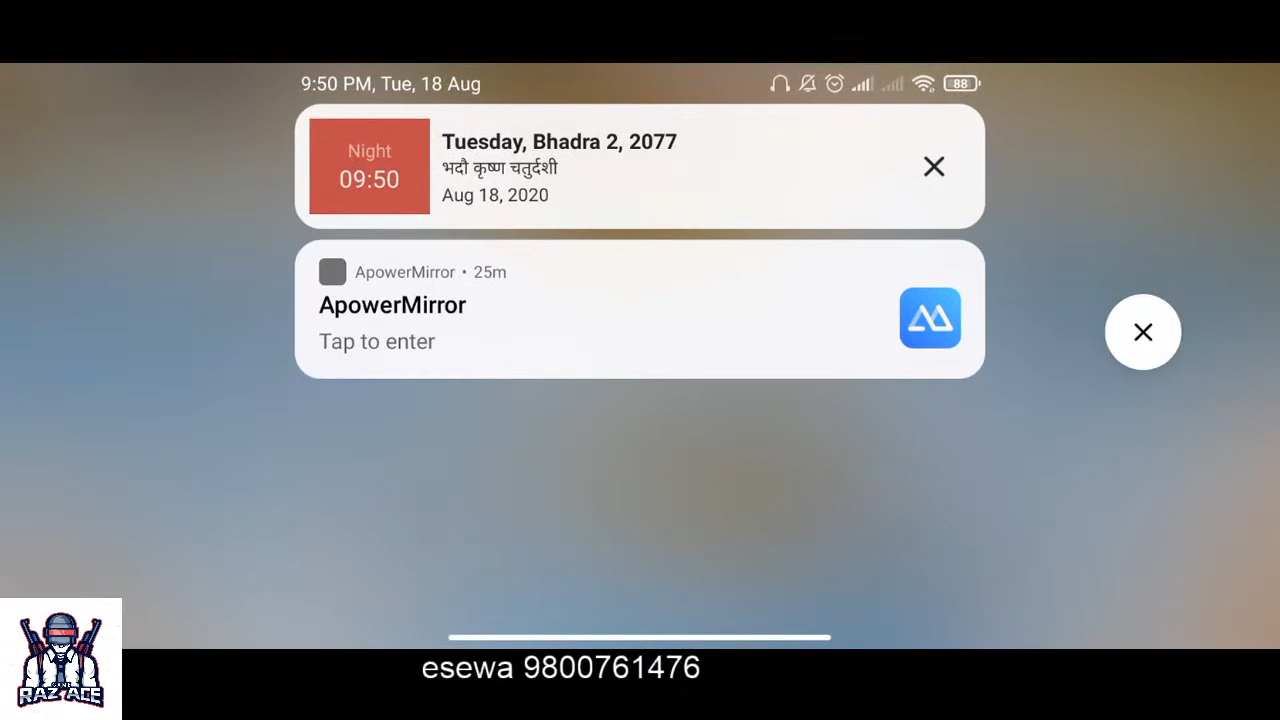 9:50 PM, Tue, 18 Aug
88
Night
09:50
Tuesday, Bhadra 2, 2077
भदौ कृष्ण चतुर्दशी
Aug 18, 2020
ApowerMirror • 25m
ApowerMirror
Tap to enter
RAZ ACE
esewa 9800761476